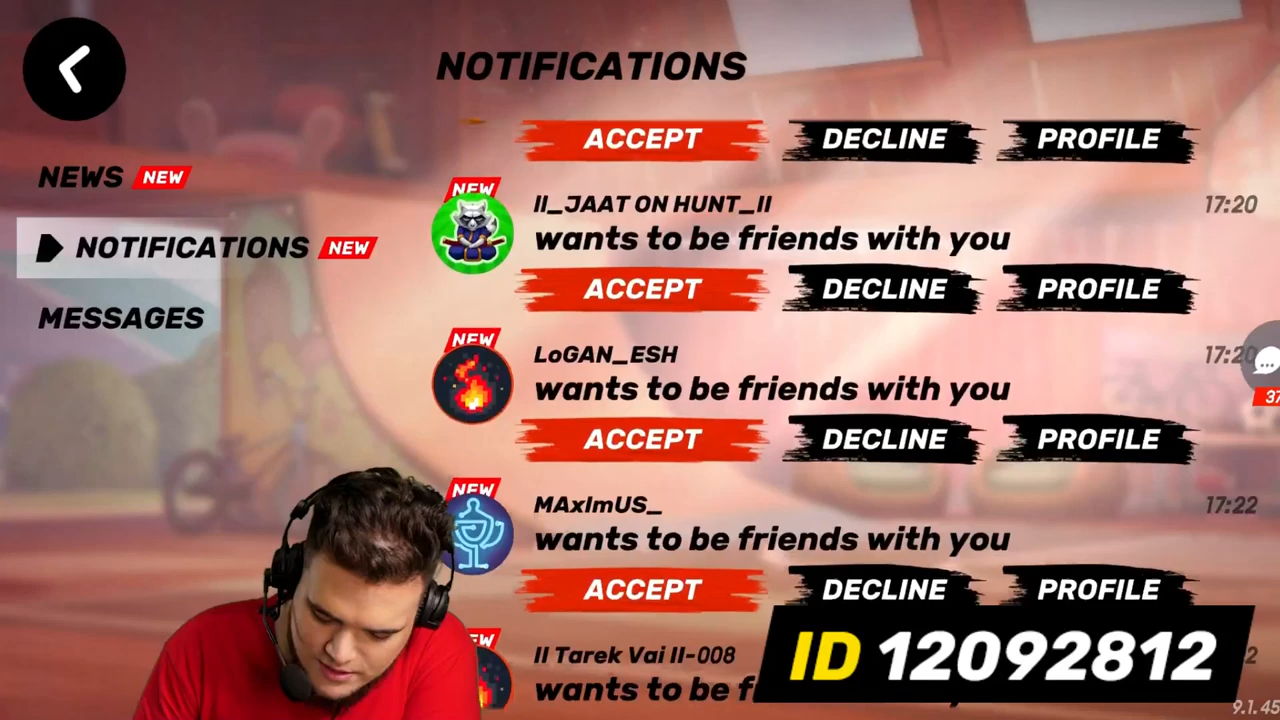 NOTIFICATIONS
ACCEPT DECLINE PROFILE
NEWS NEW
NEW
II_JAAT ON HUNT_II 17:20
wants to be friends with you
NOTIFICATIONS NEW
ACCEPT DECLINE PROFILE
MESSAGES
NEW
LoGAN_ESH 17:20
wants to be friends with you
37
ACCEPT DECLINE PROFILE
NEW
MAxImUS_ 17:22
wants to be friends with you
ACCEPT DECLINE PROFILE
NEW
II Tarek Vai II-008
wants to be
ID 12092812
9.1.45